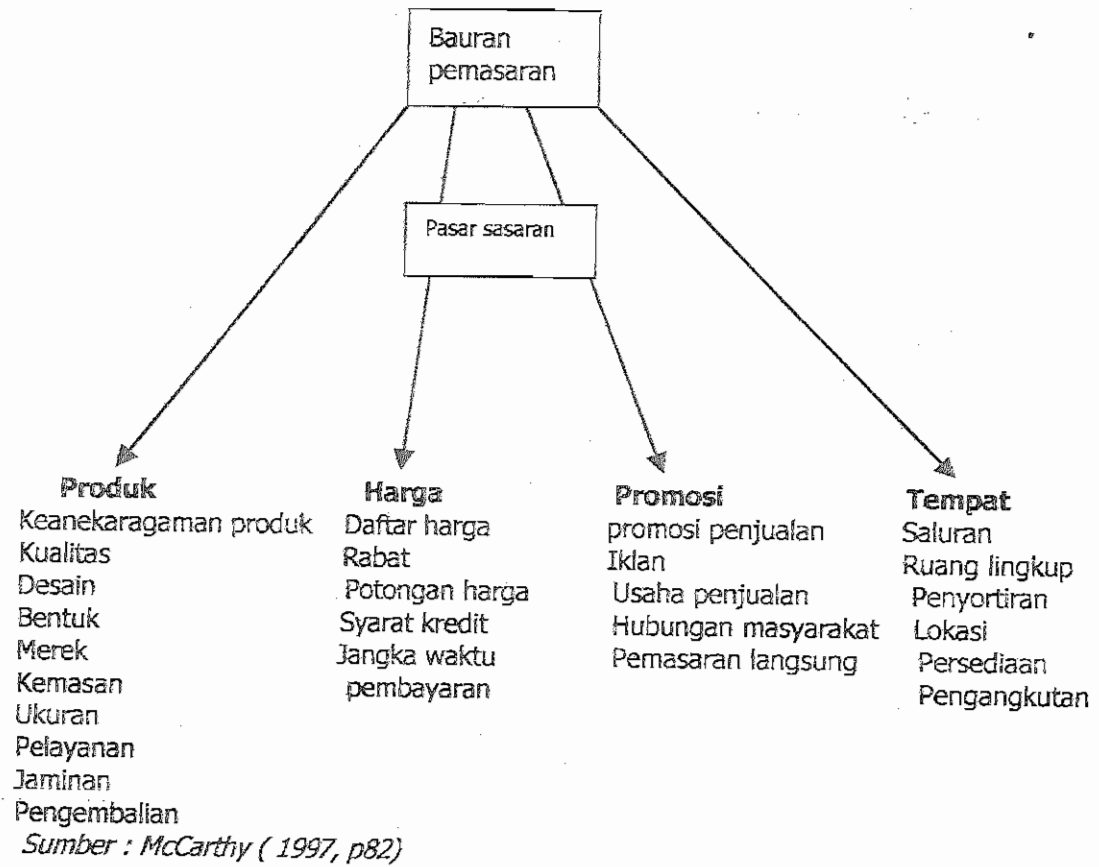 Bauran
pemasaran
Pasar sasaran
Produk
Keanekaragaman produk
Kualitas
Desain
Bentuk
Merek
Kemasan
Ukuran
Pelayanan
Jaminan
Pengembalian
Harga
Daftar harga
Rabat
Potongan harga
Syarat kredit
Jangka waktu
pembayaran
Promosi
promosi penjualan
Iklan
Usaha penjualan
Hubungan masyarakat
Pemasaran langsung
Tempat
Saluran
Ruang lingkup
Penyortiran
Lokasi
Persediaan
Pengangkutan
Sumber : McCarthy ( 1997, p82)